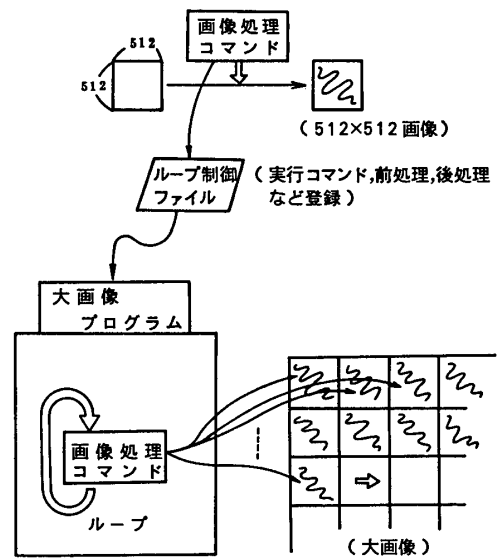 画像処理
コマンド
512
512
(512×512画像)
ループ制御
ファイル
(実行コマンド,前処理,後処理
など登録)
大画像
プログラム
画像処理
コマンド
ループ
(大画像)